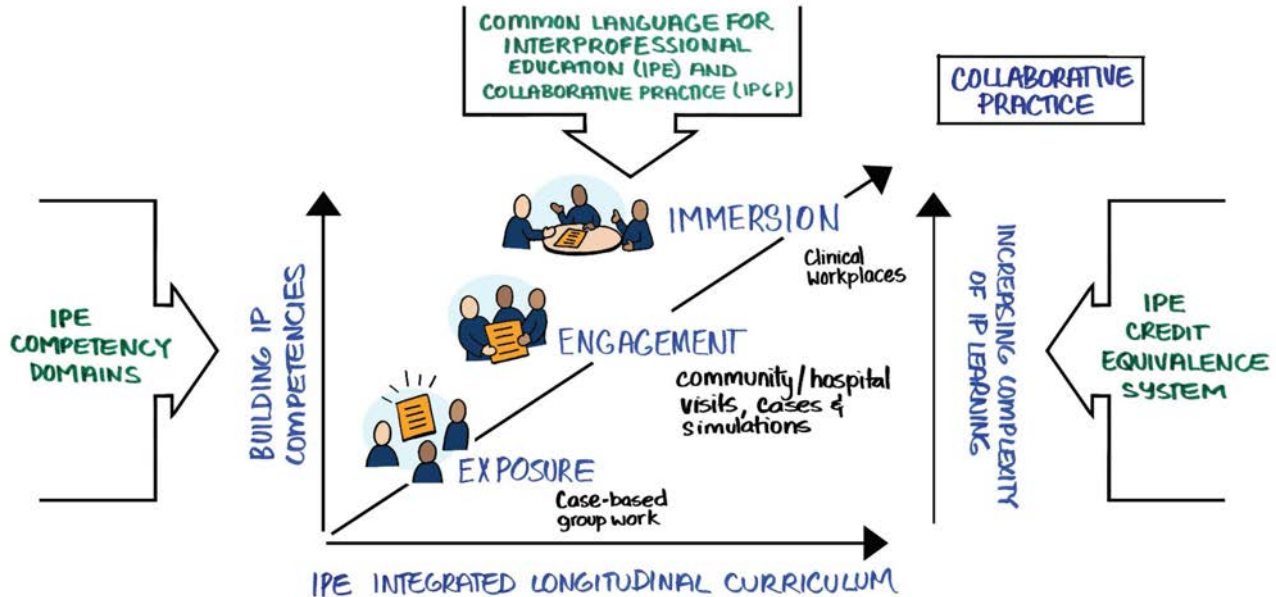 COMMON LANGUAGE FOR
INTERPROFESSIONAL
EDUCATION (IPE) AND
COLLABORATIVE PRACTICE (IPCP)
COLLABORATIVE
PRACTICE
IPE
COMPETENCY
DOMAINS
BUILDING IP
COMPETENCIES
IMMERSION
Clinical
workplaces
ENGAGEMENT
community/hospital
visits, cases &
simulations
EXPOSURE
Case-based
group work
INCREASING COMPLEXITY
OF IP LEARNING
IPE
CREDIT
EQUIVALENCE
SYSTEM
IPE INTEGRATED LONGITUDINAL CURRICULUM